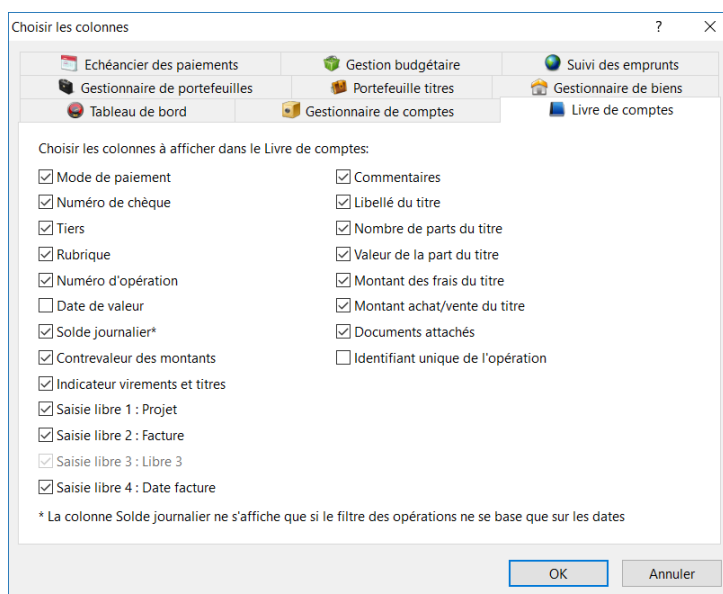 Choisir les colonnes
?
Echéancier des paiements
Gestion budgétaire
Suivi des emprunts
Gestionnaire de portefeuilles
Portefeuille titres
Gestionnaire de biens
Tableau de bord
Gestionnaire de comptes
Livre de comptes
Choisir les colonnes à afficher dans le Livre de comptes:
Mode de paiement
Numéro de chèque
Tiers
Rubrique
Numéro d'opération
Date de valeur
Solde journalier*
Contrevaleur des montants
Indicateur virements et titres
Saisie libre 1 : Projet
Saisie libre 2 : Facture
Saisie libre 3 : Libre 3
Saisie libre 4 : Date facture
Commentaires
Libellé du titre
Nombre de parts du titre
Valeur de la part du titre
Montant des frais du titre
Montant achat/vente du titre
Documents attachés
Identifiant unique de l'opération
* La colonne Solde journalier ne s'affiche que si le filtre des opérations ne se base que sur les dates
OK
Annuler